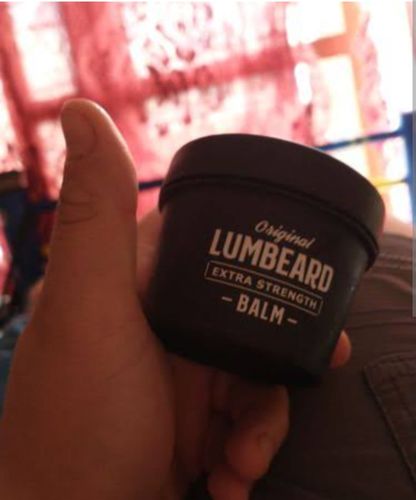 Original
LUMBEARD
EXTRA STRENGTH
- BALM -